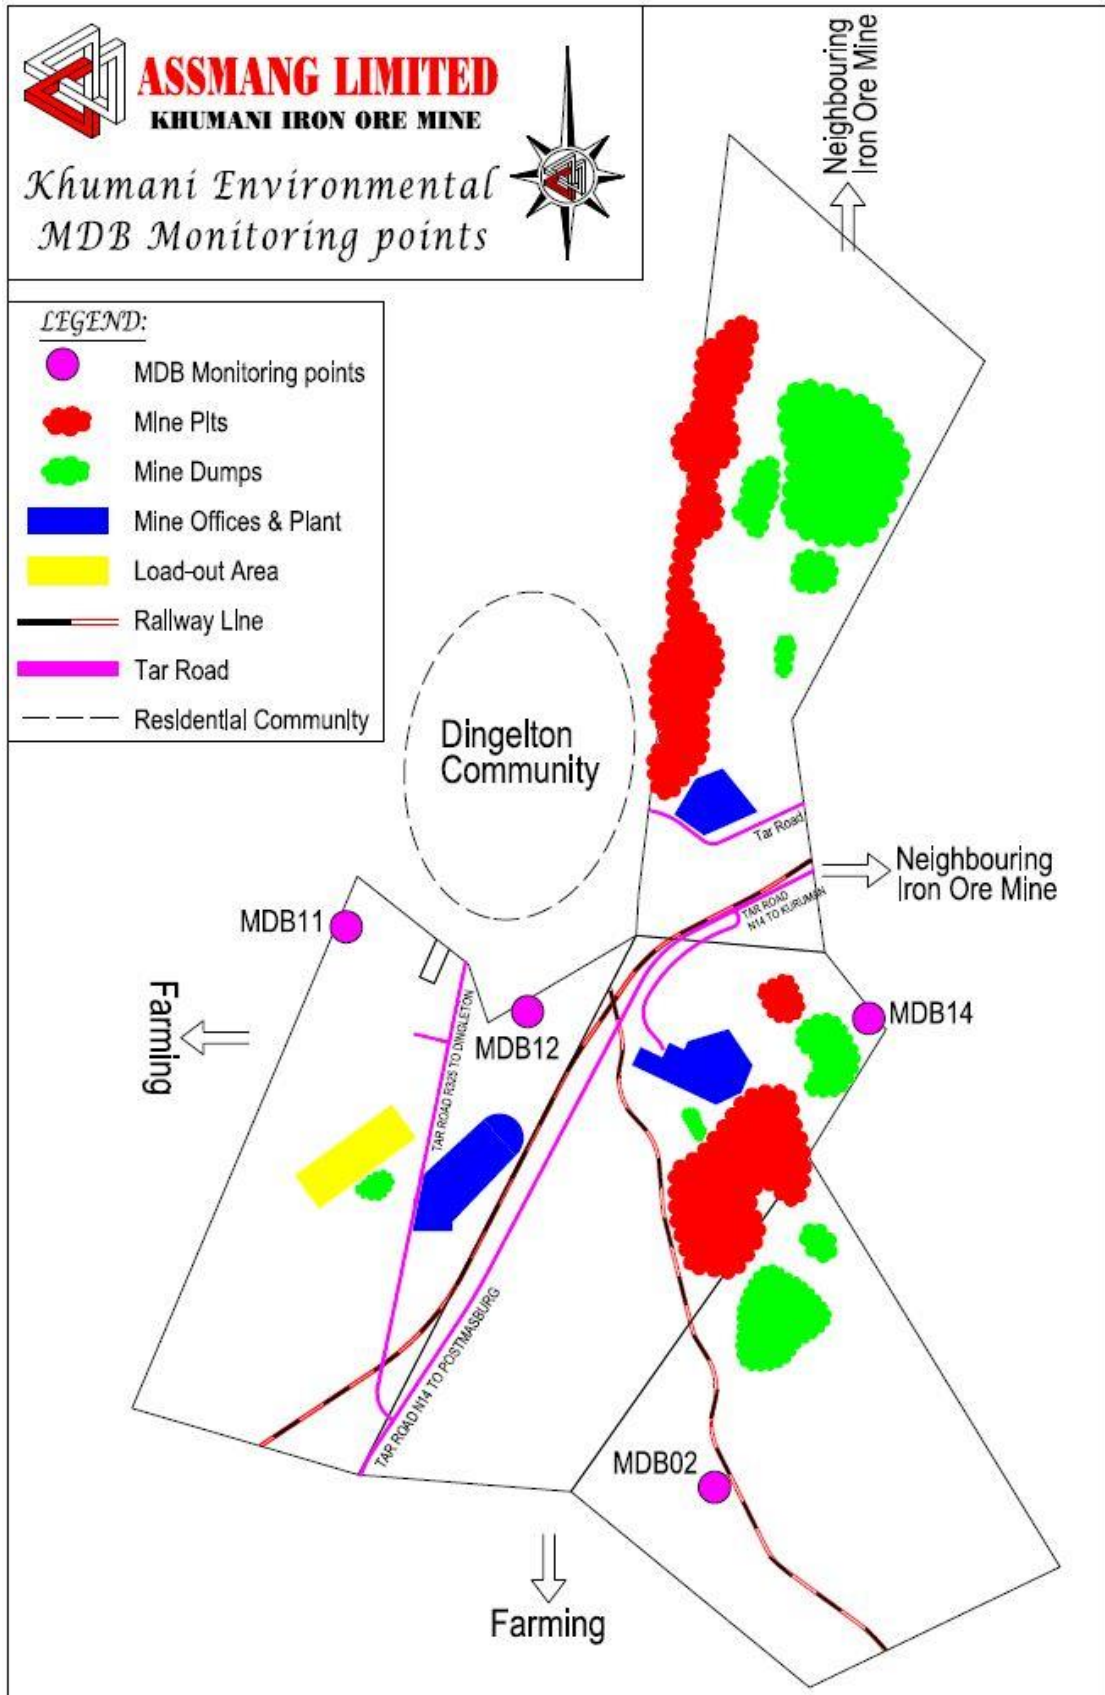 ASSMANG LIMITED
KHUMANI IRON ORE MINE
Khumani Environmental
MDB Monitoring points
LEGEND:
MDB Monitoring points
Mine Pits
Mine Dumps
Mine Offices & Plant
Load-out Area
Railway Line
Tar Road
Residential Community
Neighbouring
Iron Ore Mine
Dingelton
Community
Tar Road
Neighbouring
Iron Ore Mine
TAR ROAD
N14 TO KURUMAN
MDB11
MDB12
MDB14
Farming
TAR ROAD R325 TO DINGLETON
TAR ROAD N14 TO POSTMASBURG
MDB02
Farming